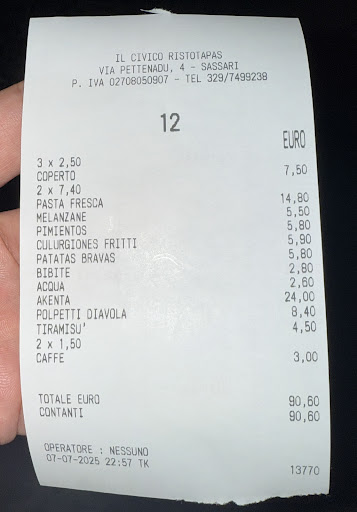 IL CIVICO RISTOTAPAS
VIA PETTENADU, 4 - SASSARI
P. IVA 02708050907 - TEL 329/7499238
12
EURO
3 x 2,50
COPERTO 7,50
2 x 7,40
PASTA FRESCA 14,80
MELANZANE 5,50
PIMIENTOS 5,80
CULURGIONES FRITTI 5,90
PATATAS BRAVAS 5,80
BIBITE 2,80
ACQUA 2,60
AKENTA 24,00
POLPETTI DIAVOLA 8,40
TIRAMISU' 4,50
2 x 1,50
CAFFE 3,00
TOTALE EURO 90,60
CONTANTI 90,60
OPERATORE : NESSUNO
07-07-2025 22:57 TK 13770